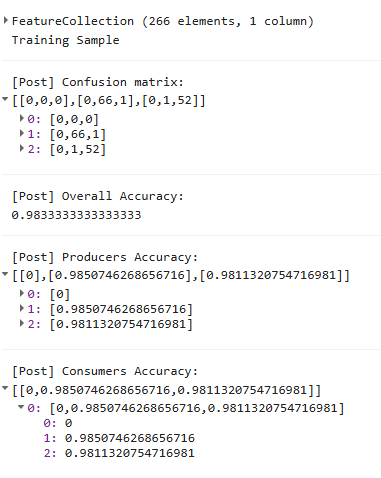 FeatureCollection (266 elements, 1 column)
Training Sample
[Post] Confusion matrix:
[[0,0,0],[0,66,1],[0,1,52]]
0: [0,0,0]
1: [0,66,1]
2: [0,1,52]
[Post] Overall Accuracy:
0.9833333333333333
[Post] Producers Accuracy:
[[0],[0.9850746268656716],[0.9811320754716981]]
0: [0]
1: [0.9850746268656716]
2: [0.9811320754716981]
[Post] Consumers Accuracy:
[[0,0.9850746268656716,0.9811320754716981]]
0: [0,0.9850746268656716,0.9811320754716981]
0: 0
1: 0.9850746268656716
2: 0.9811320754716981